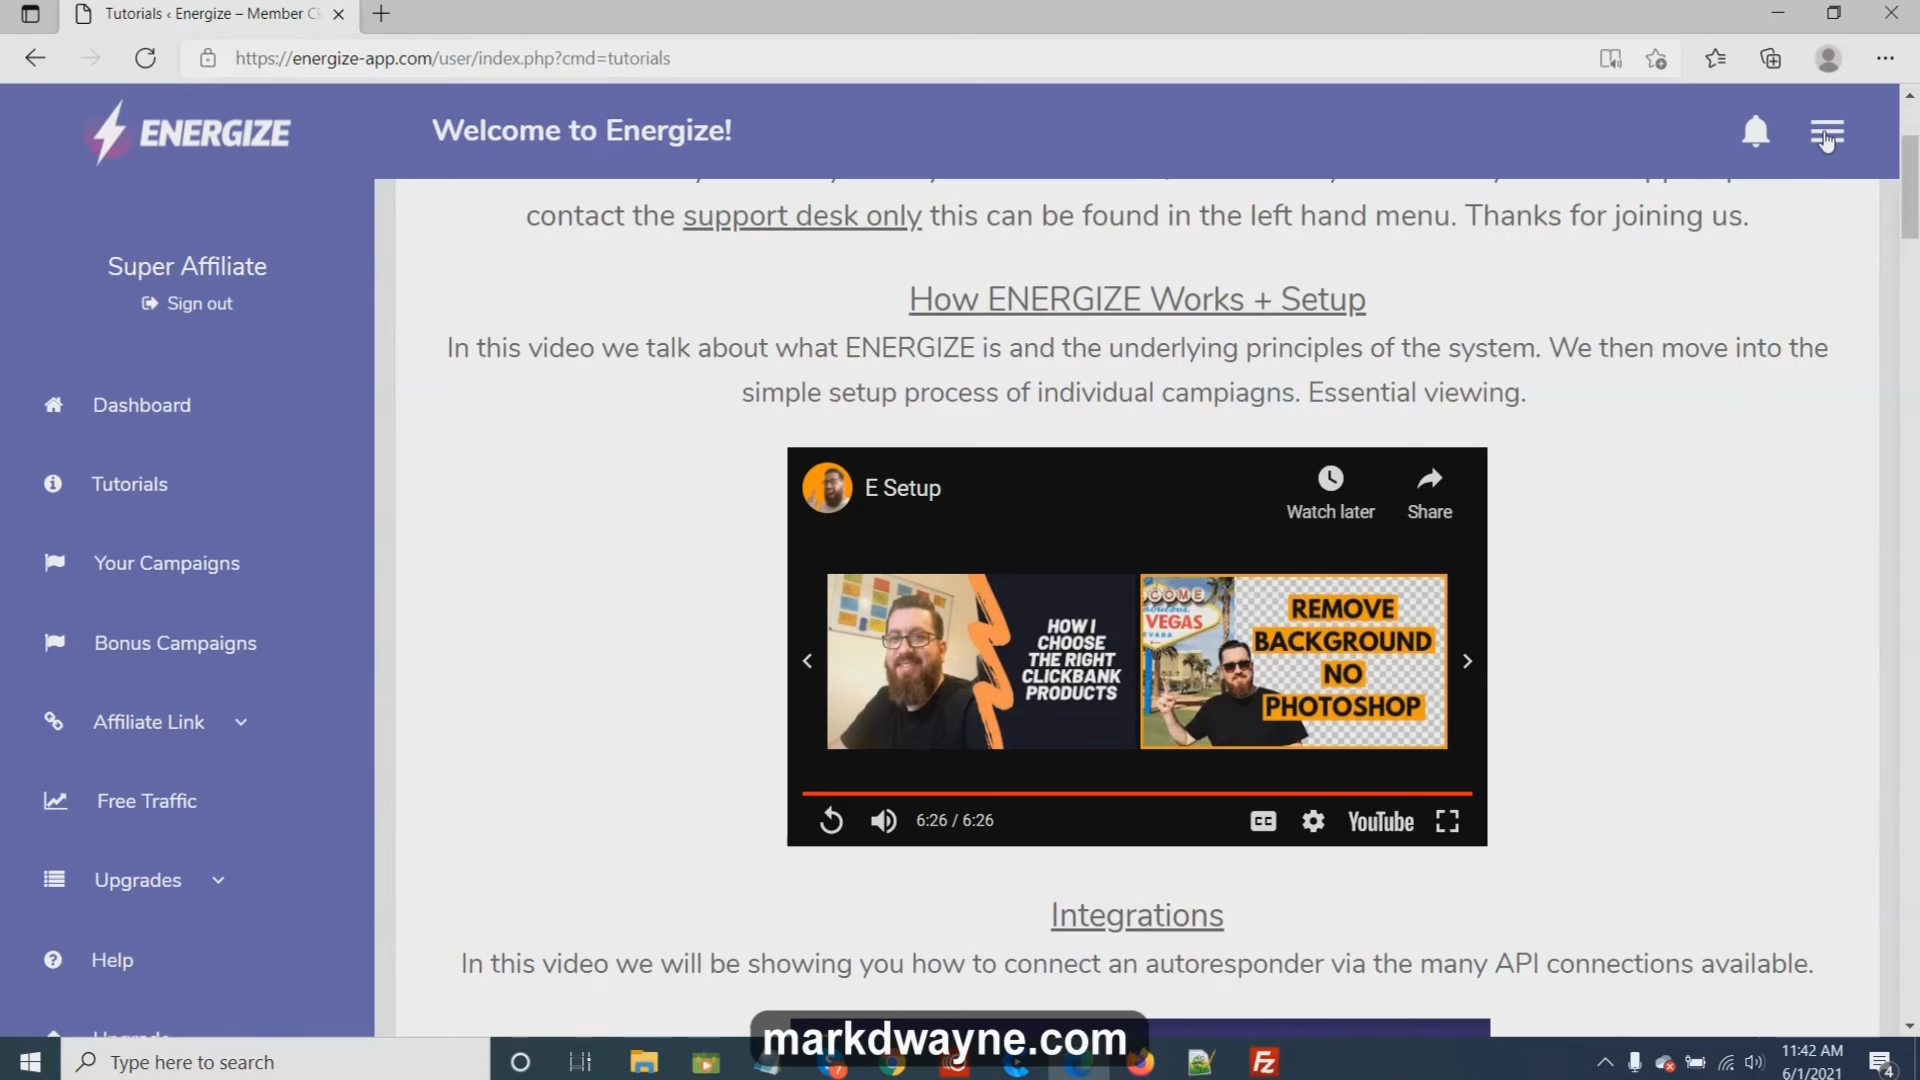 Tutorials ‹ Energize – Member C
https://energize-app.com/user/index.php?cmd=tutorials
ENERGIZE
Welcome to Energize!
Super Affiliate
Sign out
Dashboard
Tutorials
Your Campaigns
Bonus Campaigns
Affiliate Link
Free Traffic
Upgrades
Help
contact the support desk only this can be found in the left hand menu. Thanks for joining us.
How ENERGIZE Works + Setup
In this video we talk about what ENERGIZE is and the underlying principles of the system. We then move into the
simple setup process of individual campiagns. Essential viewing.
E Setup
Watch later
Share
HOW I
CHOOSE
THE RIGHT
CLICKBANK
PRODUCTS
VEGAS
REMOVE
BACKGROUND
NO
PHOTOSHOP
6:26 / 6:26
CC
YouTube
Integrations
In this video we will be showing you how to connect an autoresponder via the many API connections available.
markdwayne.com
Type here to search
7
Fz
11:42 AM
6/1/2021
4